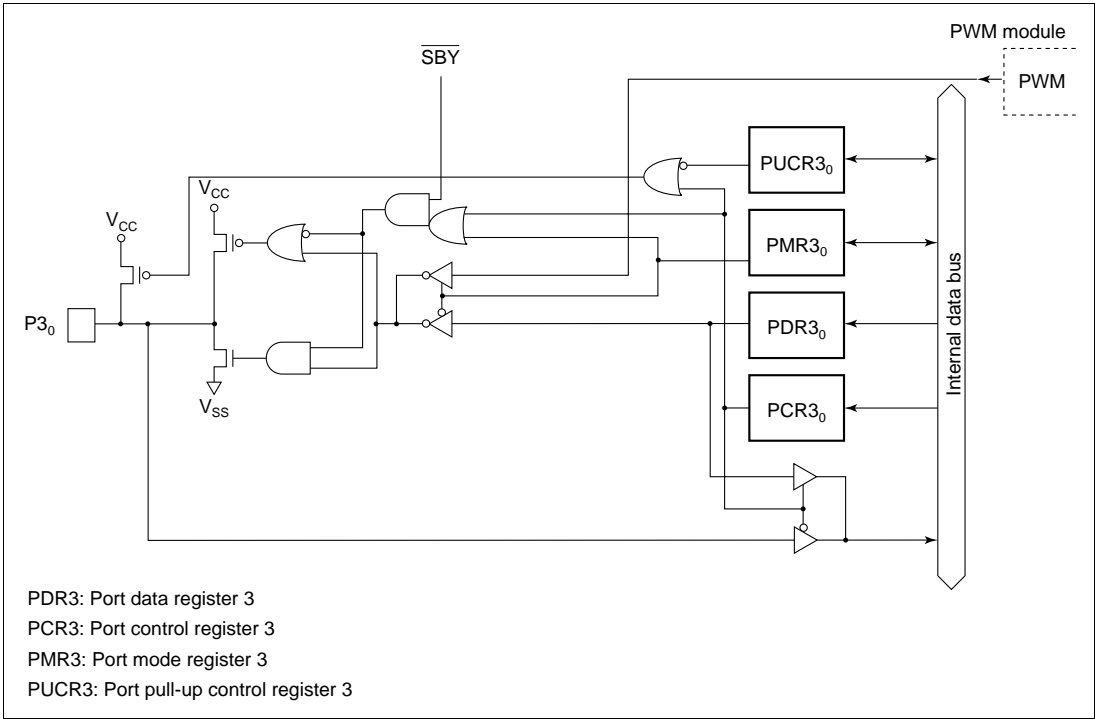 PWM module
SBY
PWM
PUCR3₀
V_CC
V_CC
PMR3₀
P3₀
PDR3₀
Internal data bus
V_SS
PCR3₀
PDR3: Port data register 3
PCR3: Port control register 3
PMR3: Port mode register 3
PUCR3: Port pull-up control register 3